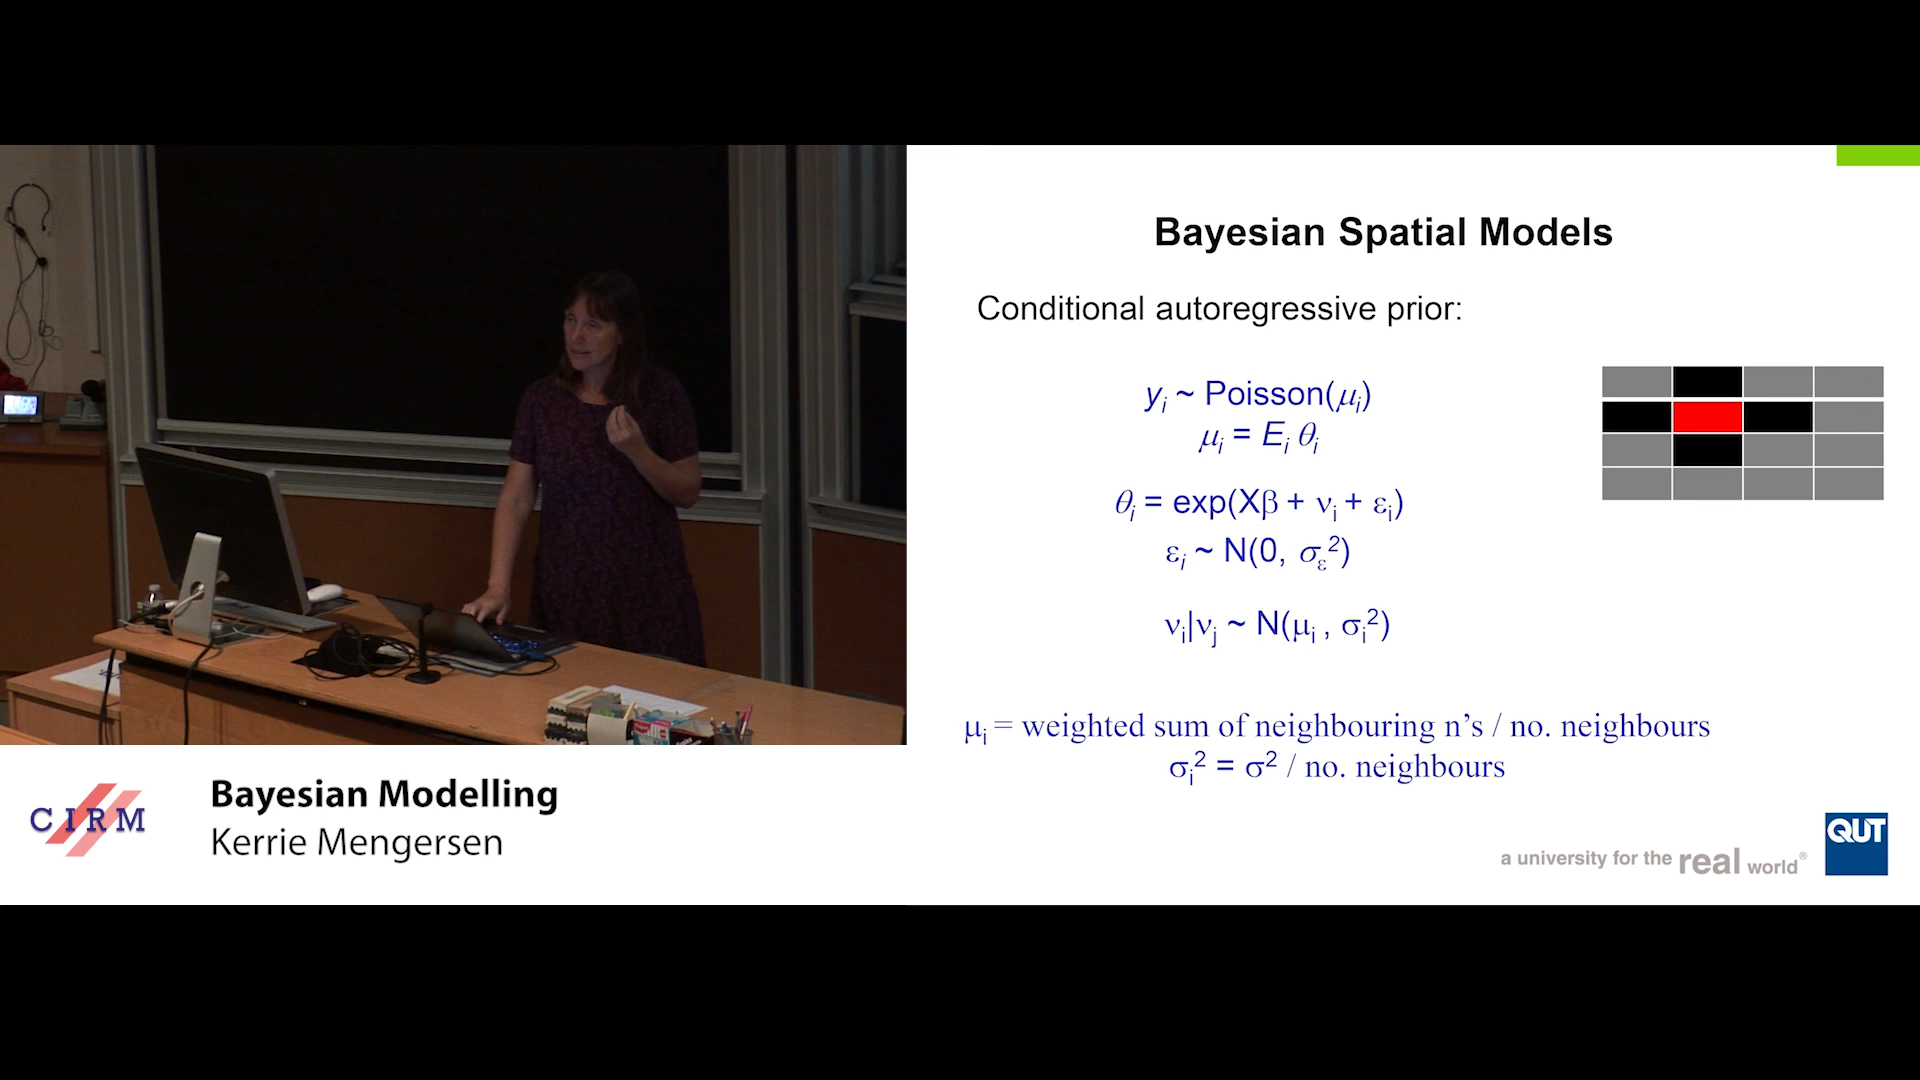 Bayesian Spatial Models
Conditional autoregressive prior:
yᵢ ~ Poisson(μᵢ)
μᵢ = Eᵢ θᵢ
θᵢ = exp(Xβ + νᵢ + εᵢ)
εᵢ ~ N(0, σ_ε²)
νᵢ|νⱼ ~ N(μᵢ , σᵢ²)
μᵢ = weighted sum of neighbouring n's / no. neighbours
σᵢ² = σ² / no. neighbours
CIRM
Bayesian Modelling
Kerrie Mengersen
a university for the real world®
QUT